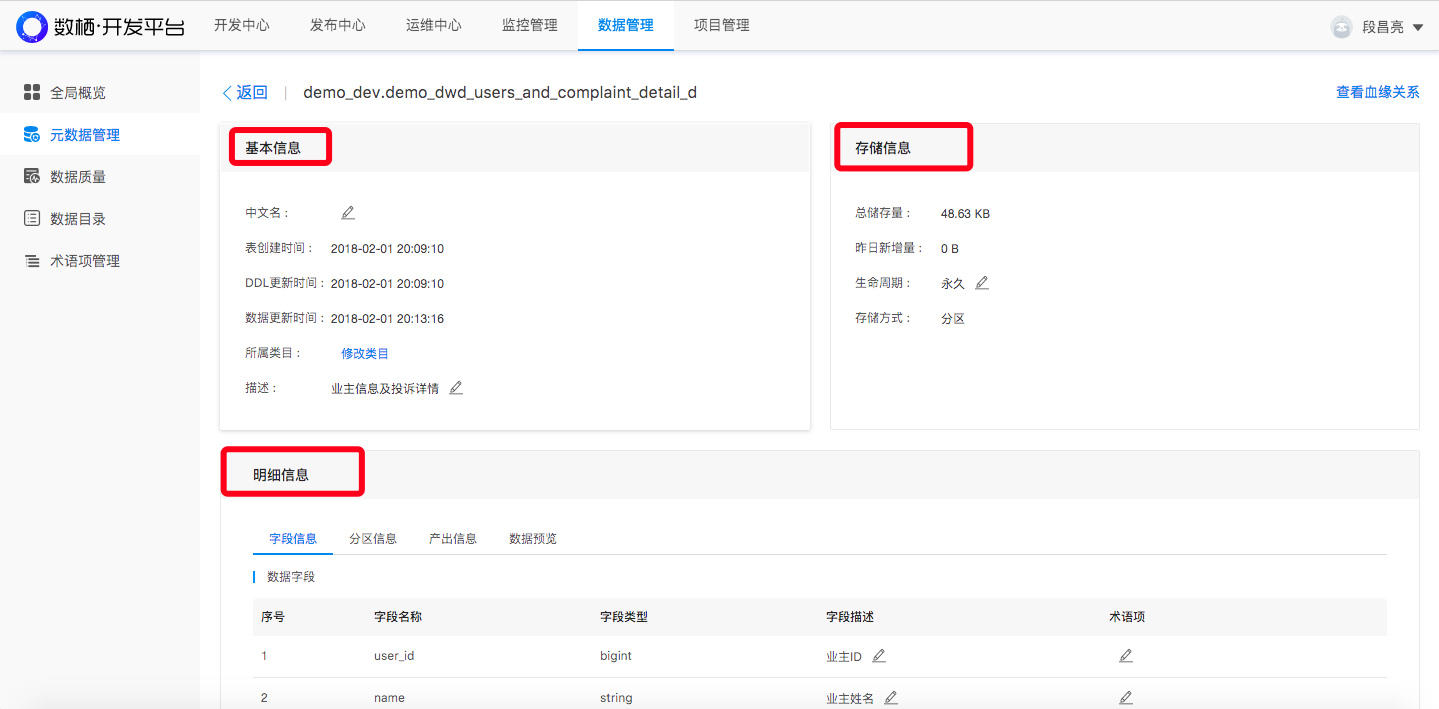 数栖·开发平台 开发中心 发布中心 运维中心 监控管理 数据管理 项目管理 段昌亮
全局概览
元数据管理
数据质量
数据目录
术语项管理
返回 | demo_dev.demo_dwd_users_and_complaint_detail_d 查看血缘关系
基本信息
中文名：
表创建时间： 2018-02-01 20:09:10
DDL更新时间： 2018-02-01 20:09:10
数据更新时间： 2018-02-01 20:13:16
所属类目： 修改类目
描述： 业主信息及投诉详情
存储信息
总储存量： 48.63 KB
昨日新增量： 0 B
生命周期： 永久
存储方式： 分区
明细信息
字段信息 分区信息 产出信息 数据预览
数据字段
序号 字段名称 字段类型 字段描述 术语项
1 user_id bigint 业主ID
2 name string 业主姓名